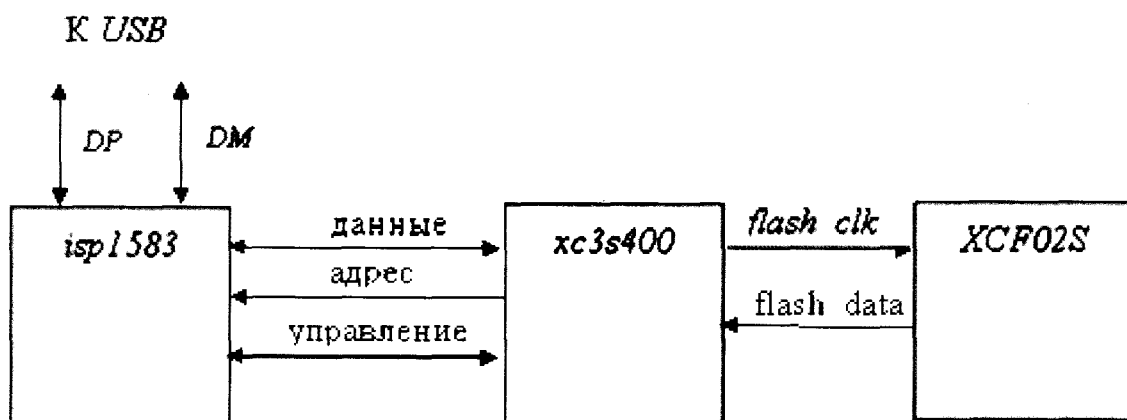 К USB
DP
DM
isp1583
данные
адрес
управление
xc3s400
flash clk
flash data
XCF02S